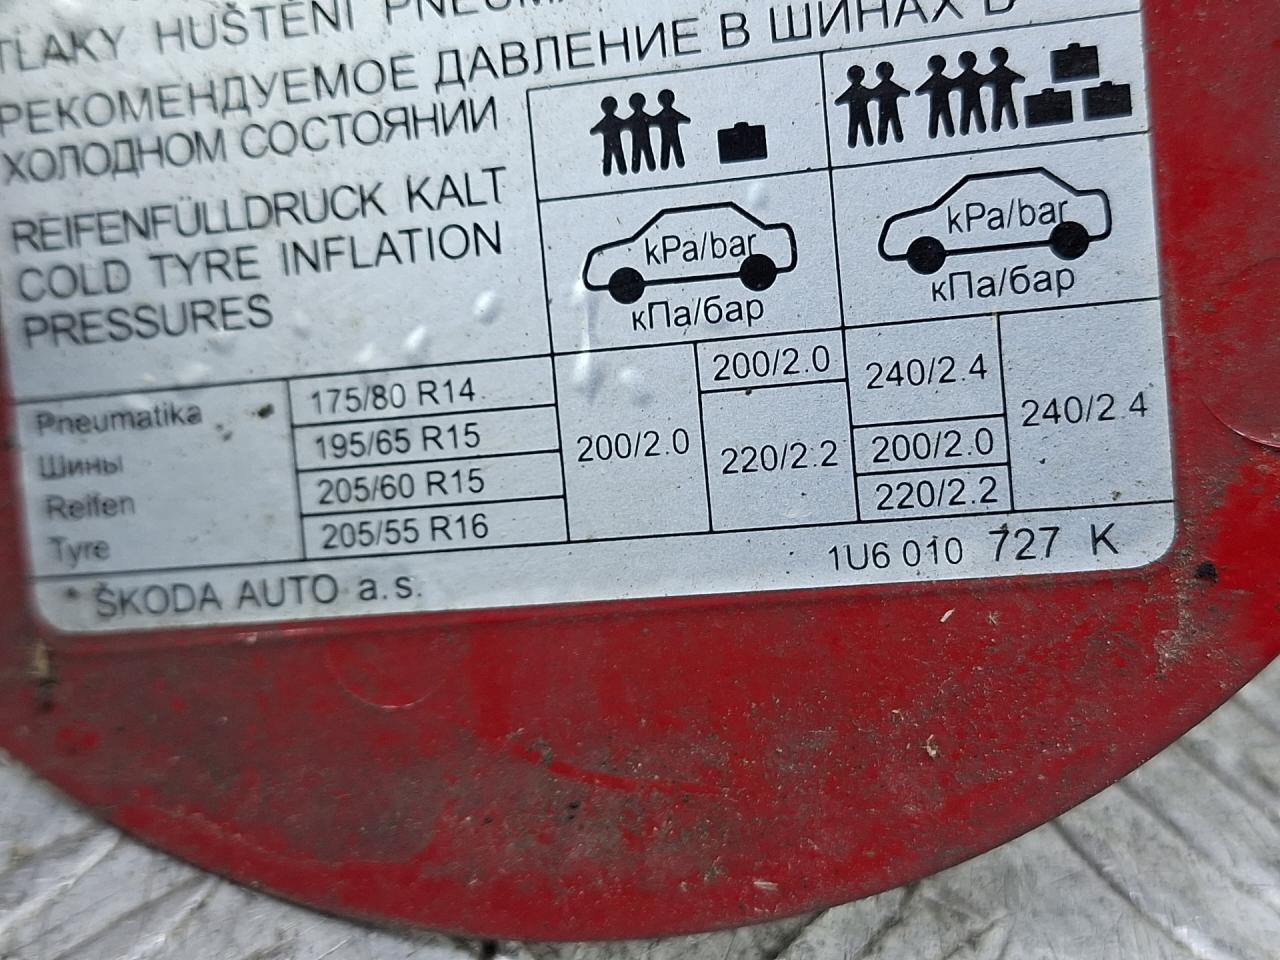 TLAKY HUŠTĚNÍ
РЕКОМЕНДУЕМОЕ ДАВЛЕНИЕ В ШИНАХ В
ХОЛОДНОМ СОСТОЯНИИ
REIFENFÜLLDRUCK KALT
COLD TYRE INFLATION
PRESSURES
kPa/bar
кПа/бар
kPa/bar
кПа/бар
Pneumatika
Шины
Reifen
Tyre
175/80 R14
195/65 R15
205/60 R15
205/55 R16
200/2.0
200/2.0
220/2.2
240/2.4
200/2.0
220/2.2
240/2.4
* ŠKODA AUTO a.s.
1U6 010 727 K